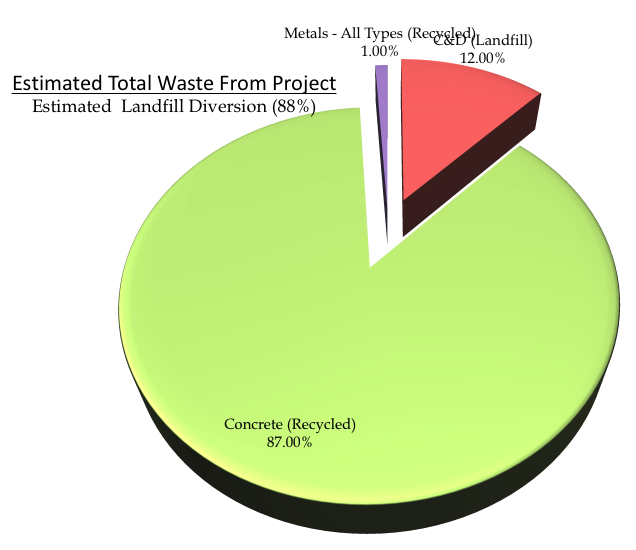 Metals - All Types (Recycled)
1.00%
C&D (Landfill)
12.00%
Estimated Total Waste From Project
Estimated  Landfill Diversion (88%)
Concrete (Recycled)
87.00%